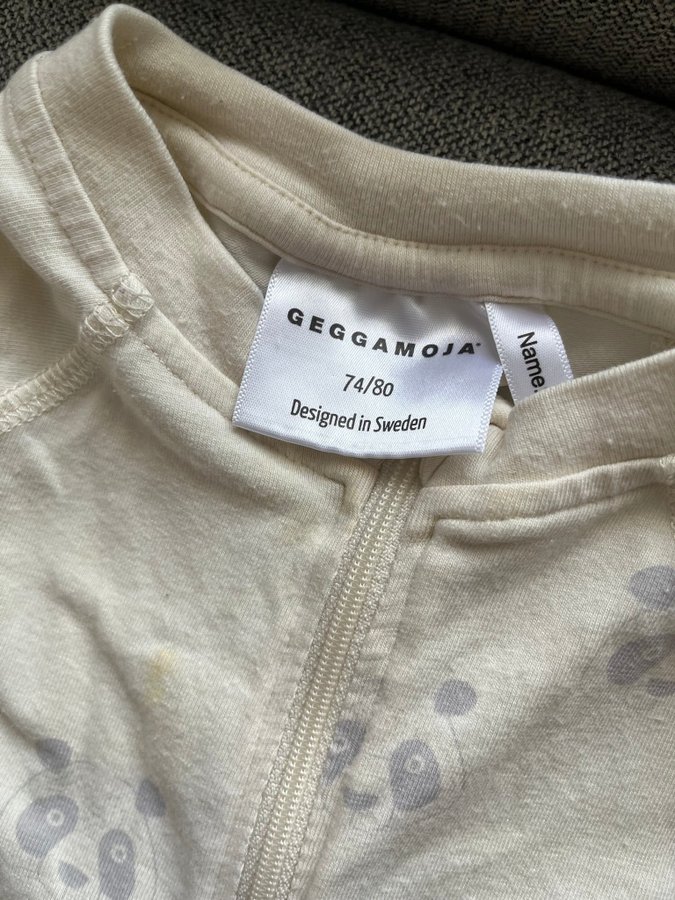 GEGGAMOJA®
74/80
Designed in Sweden
Name.